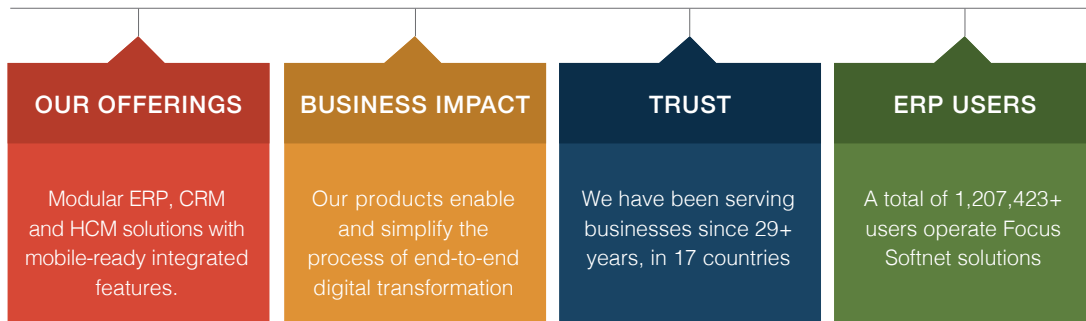 OUR OFFERINGS
Modular ERP, CRM
and HCM solutions with
mobile-ready integrated
features.
BUSINESS IMPACT
Our products enable
and simplify the
process of end-to-end
digital transformation
TRUST
We have been serving
businesses since 29+
years, in 17 countries
ERP USERS
A total of 1,207,423+
users operate Focus
Softnet solutions